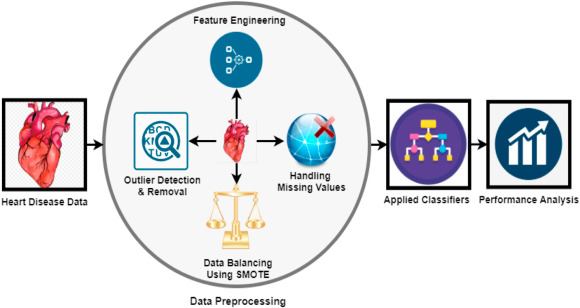 Feature Engineering
Heart Disease Data
Outlier Detection
& Removal
Handling
Missing Values
Data Balancing
Using SMOTE
Data Preprocessing
Applied Classifiers
Performance Analysis